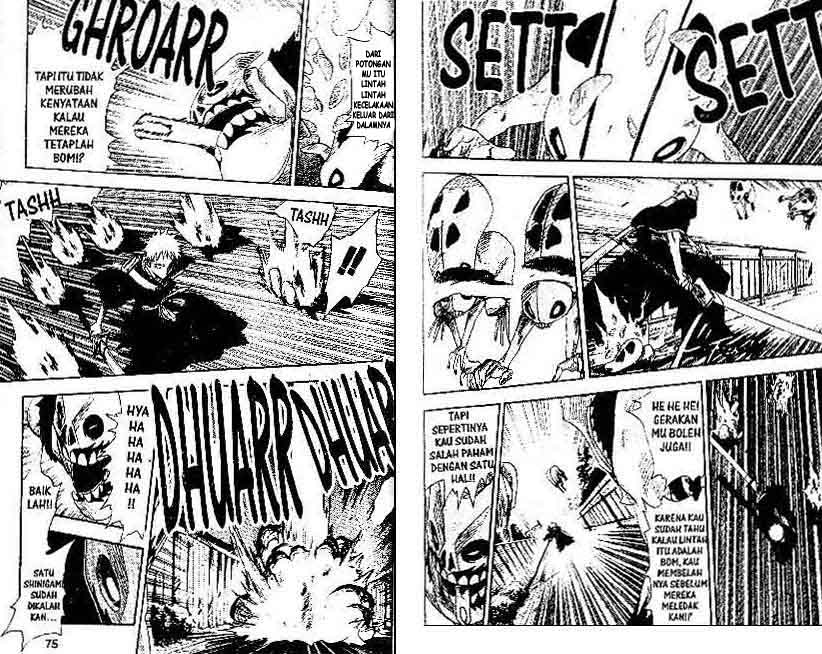 SETT
SETT
HE HE HE!
GERAKAN
MU BOLEH
JUGA!!
KARENA KAU
SUDAH TAHU
KALAU LINTAH
ITU ADALAH
BOM, KAU
MEMBELAH
NYA SEBELUM
MEREKA
MELEDAK
KAN!?
TAPI
SEPERTINYA
KAU SUDAH
SALAH PAHAM
DENGAN SATU
HAL!!
DARI
POTONGAN
MU ITU
LINTAH
LINTAH
KECELAKAAN
KELUAR DARI
DALAMNYA
GHROARR
TAPI ITU TIDAK
MERUBAH
KENYATAAN
KALAU
MEREKA
TETAPLAH
BOM!?
!!
TASHH
TASHH
DHUARR
DHUARR
HYA
HA
HA
HA
HA
HA
!!
BAIK
LAH!!
SATU
SHINIGAMI
SUDAH
DIKALAH
KAN...
75